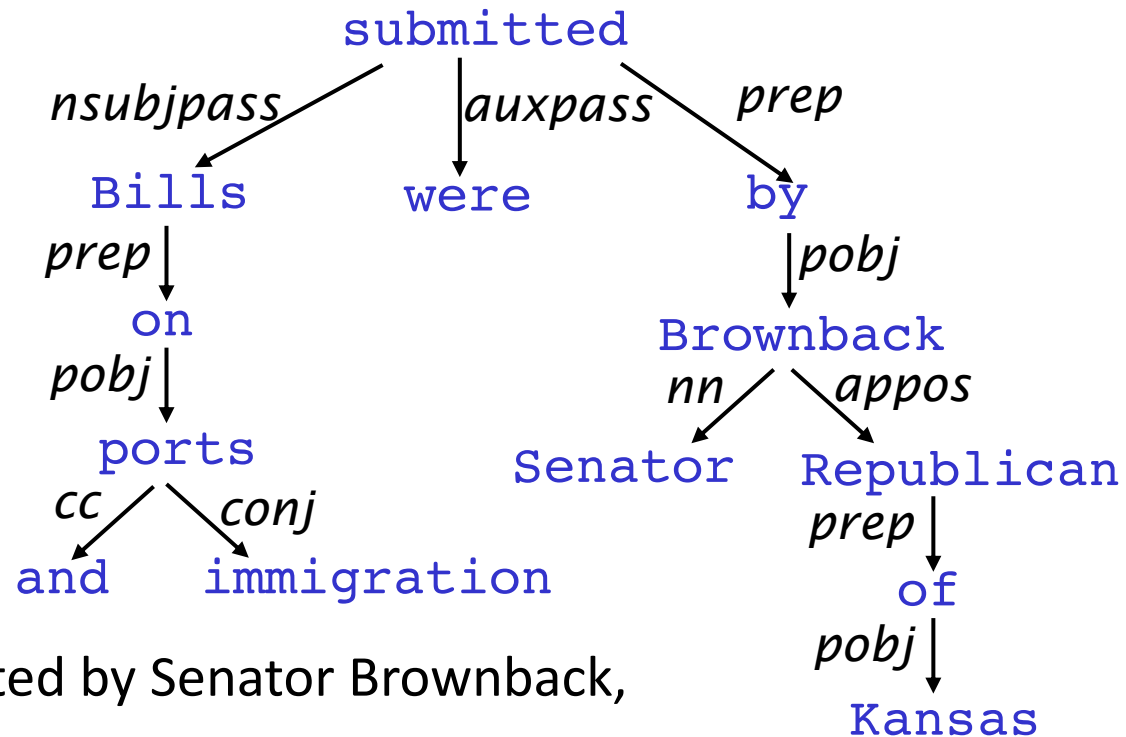 submitted
nsubjpass auxpass prep
Bills were by
prep pobj
on Brownback
pobj nn appos
ports Senator Republican
cc conj prep
and immigration of
pobj
ted by Senator Brownback,
Kansas